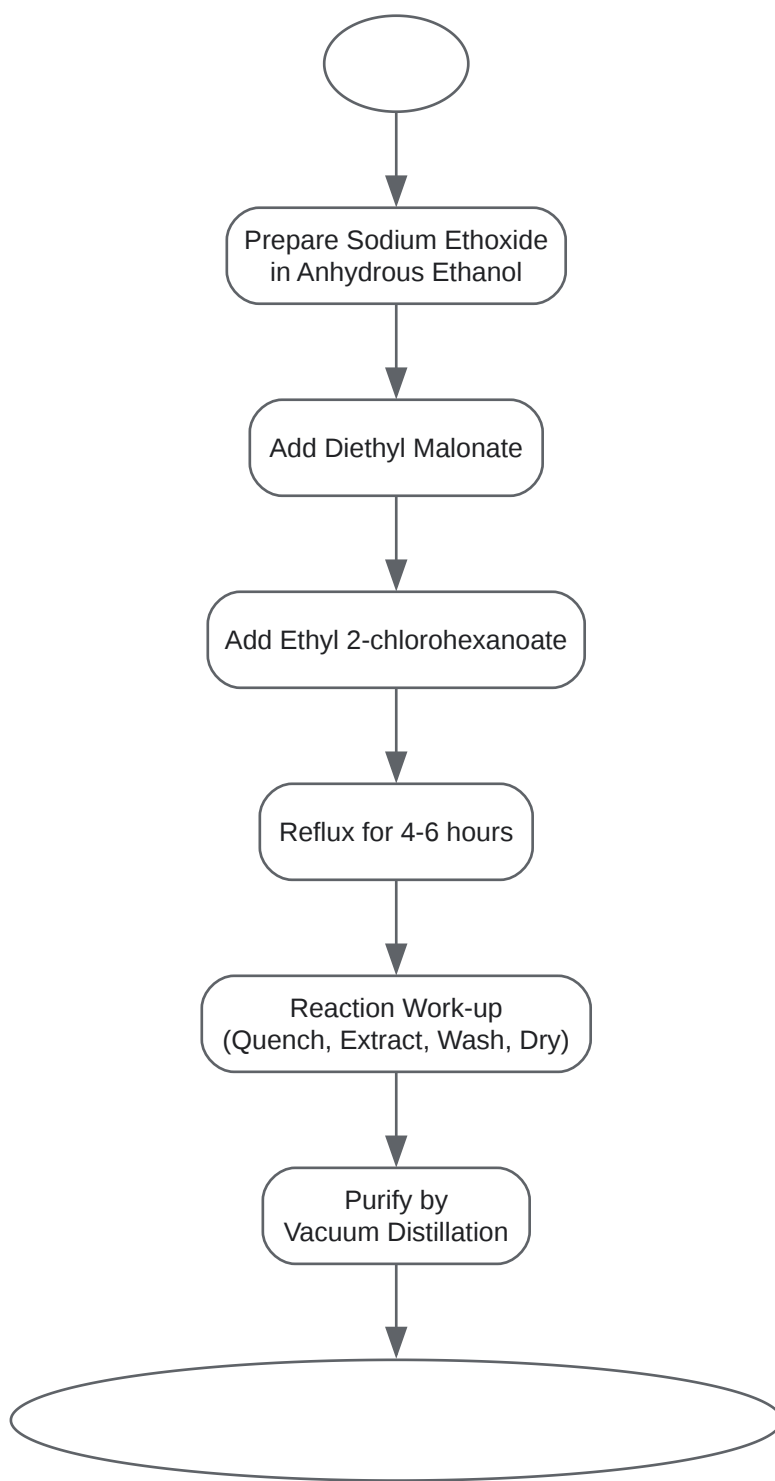 Prepare Sodium Ethoxide
in Anhydrous Ethanol
Add Diethyl Malonate
Add Ethyl 2-chlorohexanoate
Reflux for 4-6 hours
Reaction Work-up
(Quench, Extract, Wash, Dry)
Purify by
Vacuum Distillation